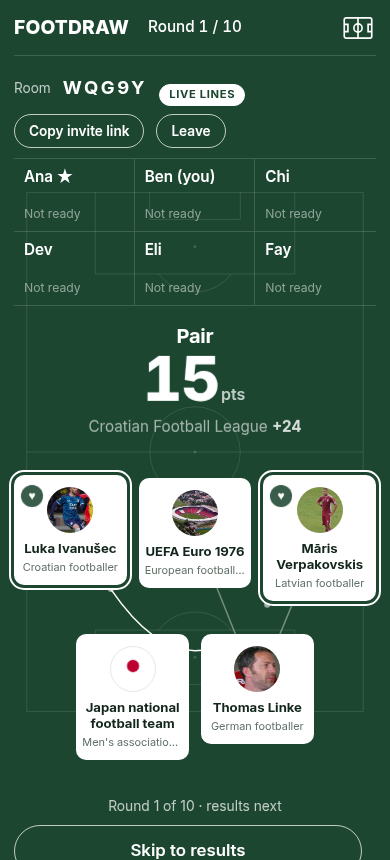 FOOTDRAW Round 1 / 10
Room WQG9Y LIVE LINES
Copy invite link Leave
Ana ★ Ben (you) Chi
Not ready Not ready Not ready
Dev Eli Fay
Not ready Not ready Not ready
Pair
15 pts
Croatian Football League +24
Luka Ivanušec
Croatian footballer
UEFA Euro 1976
European football...
Māris
Verpakovskis
Latvian footballer
Japan national
football team
Men's associatio...
Thomas Linke
German footballer
Round 1 of 10 · results next
Skip to results